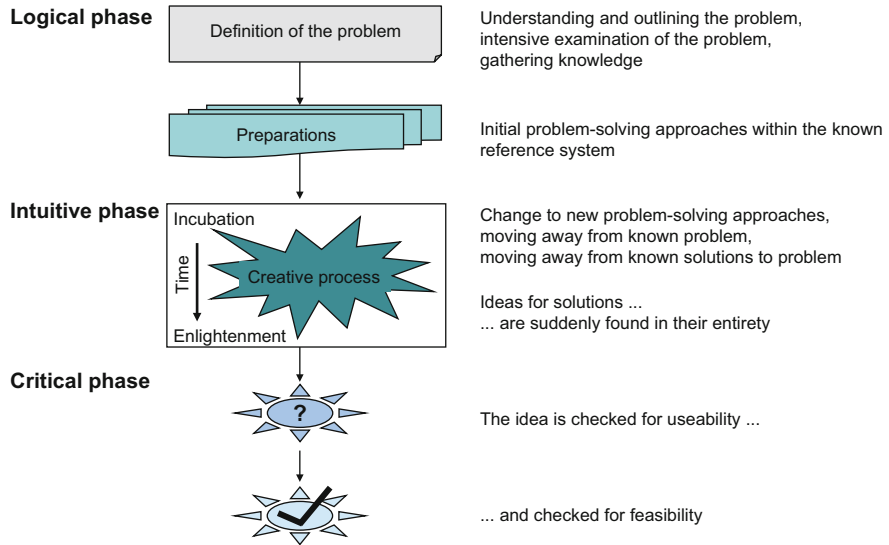 Logical phase
Definition of the problem
Understanding and outlining the problem,
intensive examination of the problem,
gathering knowledge
Preparations
Initial problem-solving approaches within the known
reference system
Intuitive phase
Incubation
Time
Creative process
Enlightenment
Change to new problem-solving approaches,
moving away from known problem,
moving away from known solutions to problem
Ideas for solutions ...
... are suddenly found in their entirety
Critical phase
?
The idea is checked for useability ...
... and checked for feasibility